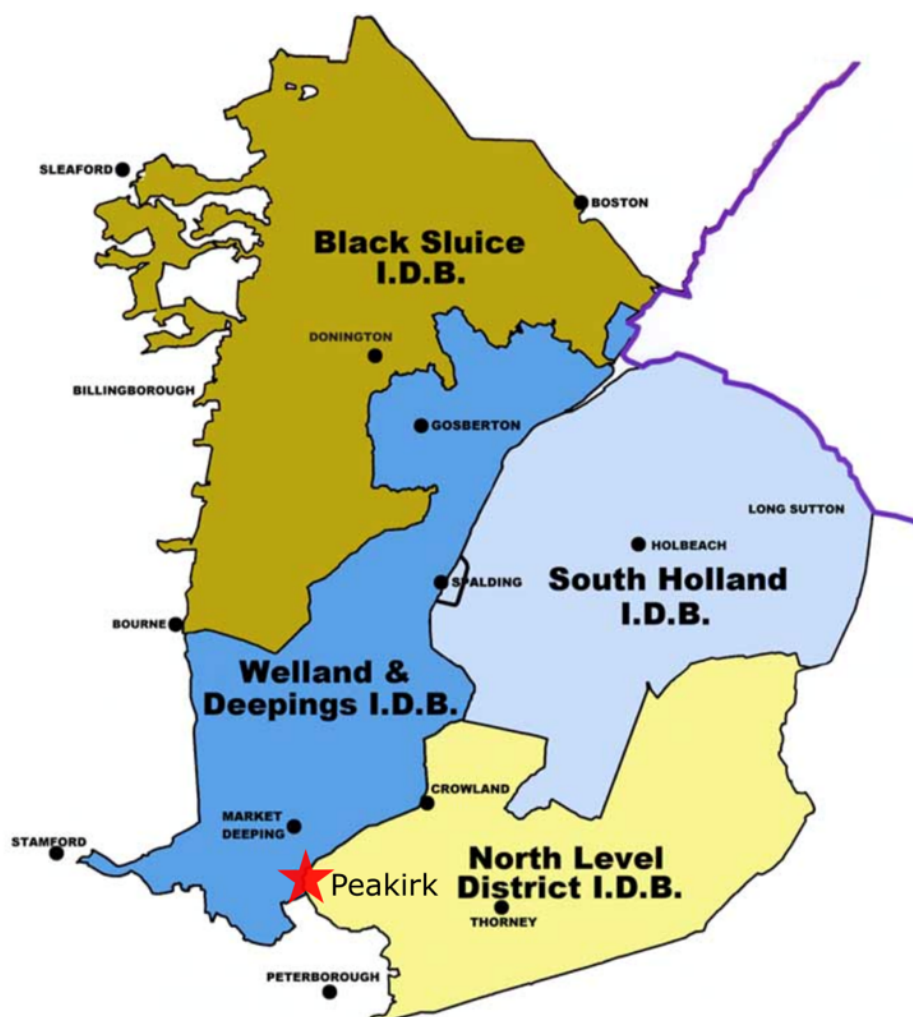 SLEAFORD
BOSTON
Black Sluice
I.D.B.
DONINGTON
BILLINGBOROUGH
GOSBERTON
LONG SUTTON
HOLBEACH
SPALDING
South Holland
I.D.B.
BOURNE
Welland &
Deepings I.D.B.
CROWLAND
MARKET
DEEPING
STAMFORD
North Level
District I.D.B.
Peakirk
THORNEY
PETERBOROUGH